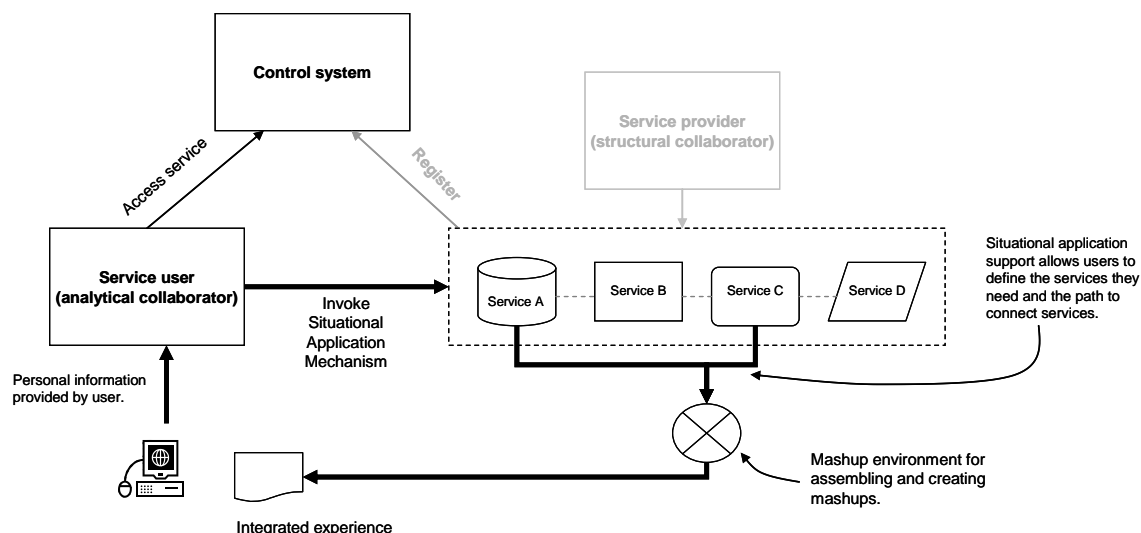 Control system
Service provider
(structural collaborator)
Access service
Register
Service user
(analytical collaborator)
Invoke
Situational
Application
Mechanism
Service A
Service B
Service C
Service D
Situational application
support allows users to
define the services they
need and the path to
connect services.
Personal information
provided by user.
Mashup environment for
assembling and creating
mashups.
Integrated experience